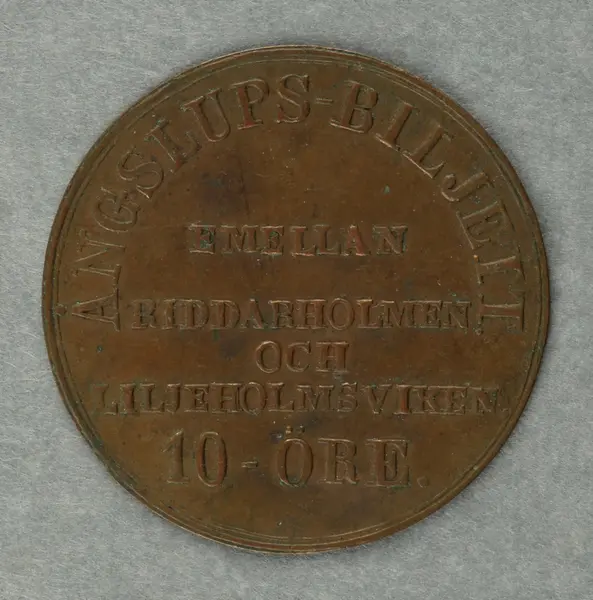 ÅNGSLUPS-BILJETT.
EMELLAN
RIDDARHOLMEN
OCH
LILJEHOLMSVIKEN.
10-ÖRE.